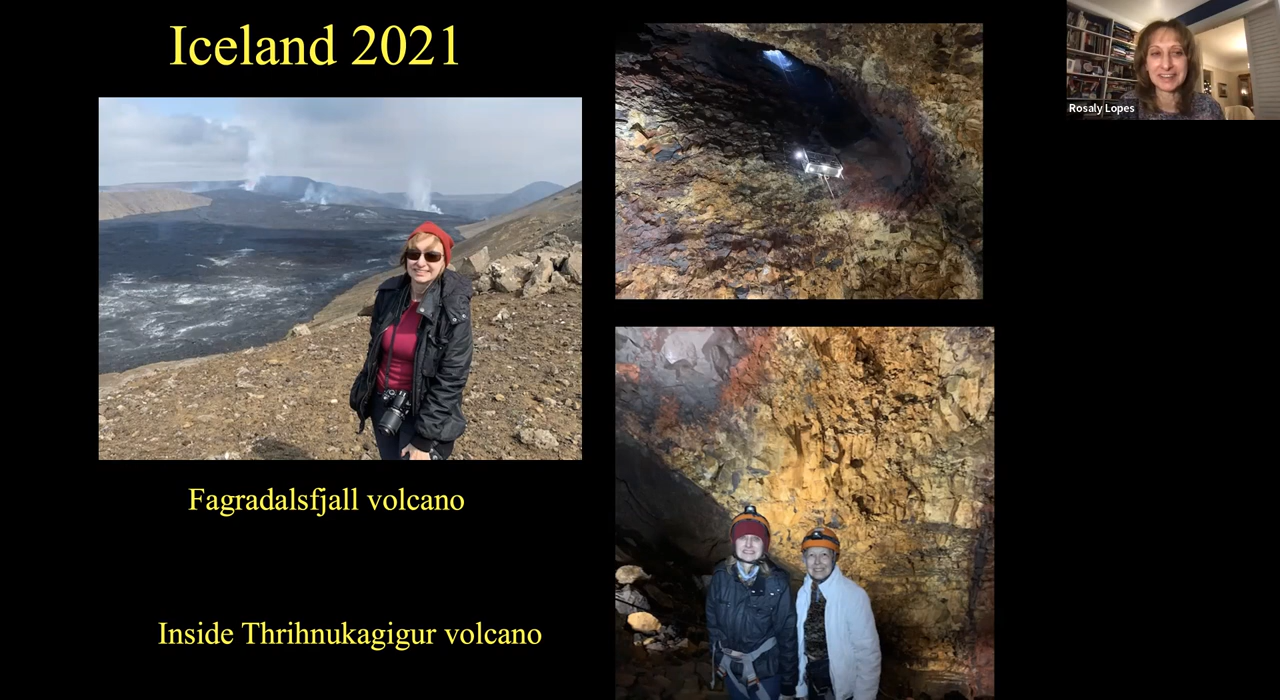 Iceland 2021
Rosaly Lopes
Fagradalsfjall volcano
Inside Thrihnukagigur volcano